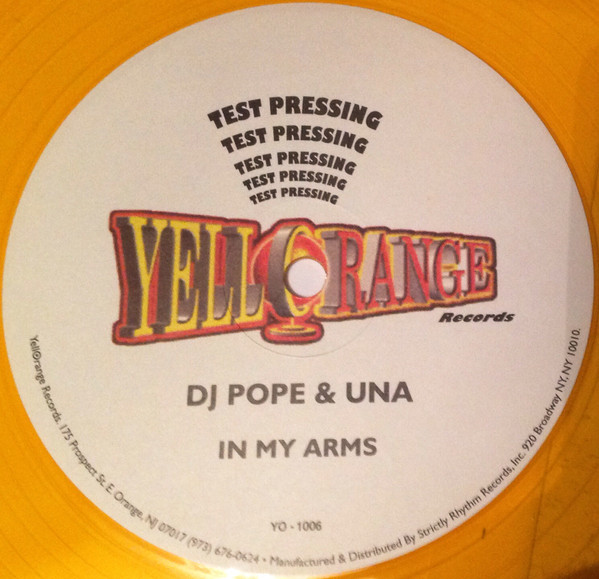 TEST PRESSING
TEST PRESSING
TEST PRESSING
TEST PRESSING
TEST PRESSING
YELLORANGE
Records
DJ POPE & UNA
IN MY ARMS
YO - 1006
YellOrange Records. 175 Prospect St. E. Orange, NJ 07017 (973) 676-0624 • Manufactured & Distributed By Strictly Rhythm Records, Inc. 920 Broadway NY, NY 10010.